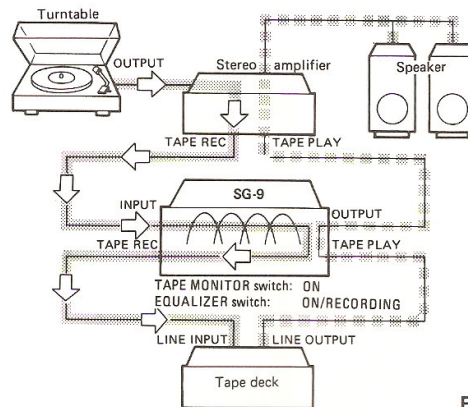 Turntable
OUTPUT
Stereo amplifier
Speaker
TAPE REC TAPE PLAY
INPUT
SG-9
OUTPUT
TAPE REC
TAPE PLAY
TAPE MONITOR switch: ON
EQUALIZER switch: ON/RECORDING
LINE INPUT LINE OUTPUT
Tape deck